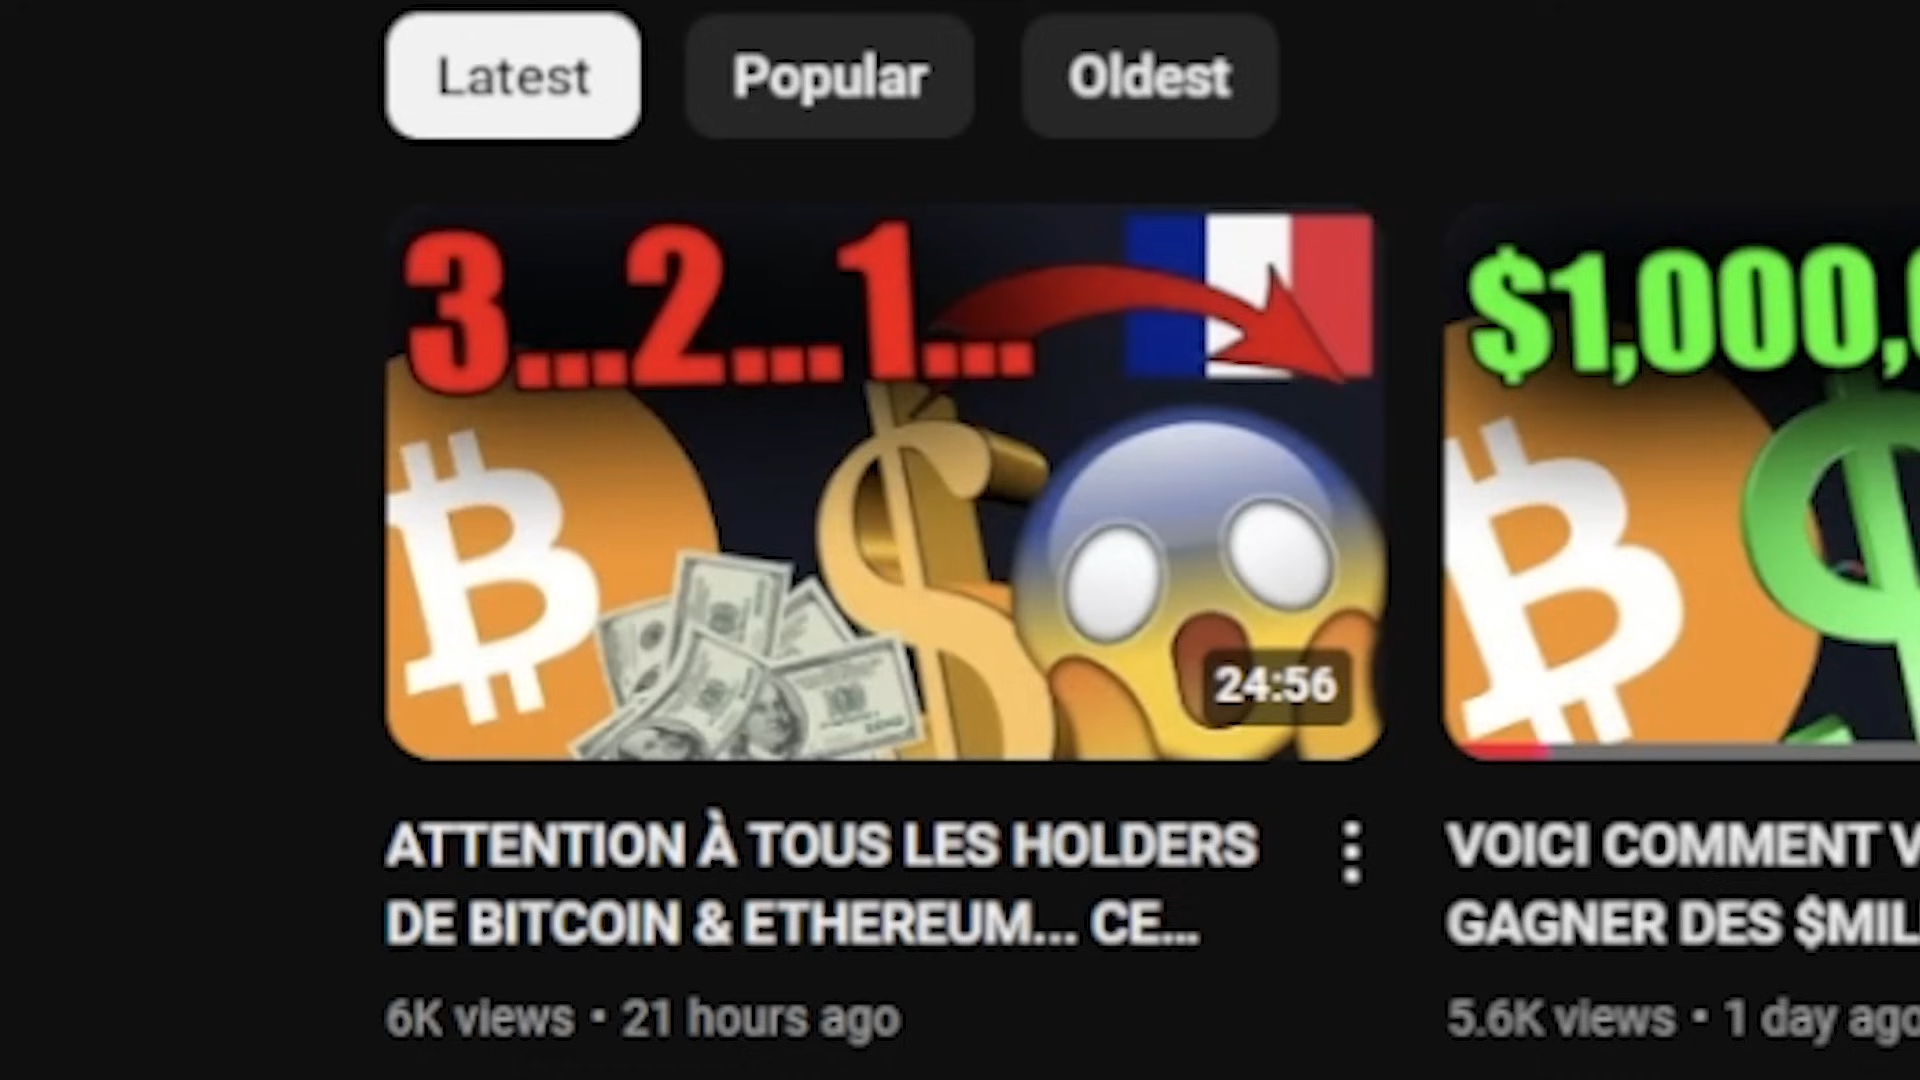 Latest
Popular
Oldest
3...2...1...
24:56
$1,000,
ATTENTION À TOUS LES HOLDERS
DE BITCOIN & ETHEREUM... CE...
6K views • 21 hours ago
VOICI COMMENT V
GAGNER DES $MIL
5.6K views • 1 day ago